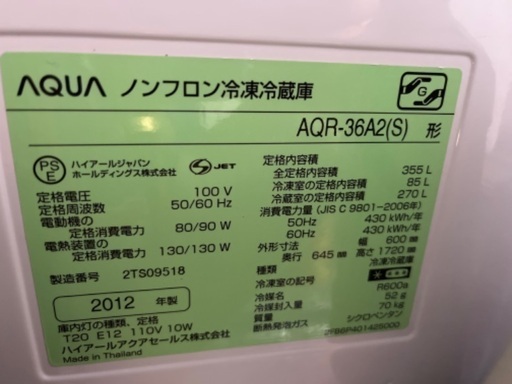 AQUA ノンフロン冷凍冷蔵庫
G
AQR-36A2(S) 形
PS E
ハイアールジャパン
ホールディングス株式会社
S JET
定格電圧 100 V
定格周波数 50/60 Hz
電動機の
定格消費電力 80/90 W
電熱装置の
定格消費電力 130/130 W
製造番号 2TS09518
2012 年製
庫内灯の種類、定格
T20 E12 110V 10W
ハイアールアクアセールス株式会社
Made in Thailand
定格内容積
全定格内容積 355 L
冷凍室の定格内容積 85 L
冷蔵室の定格内容積 270 L
消費電力量 (JIS C 9801-2006年)
50Hz 430 kWh/年
60Hz 430 kWh/年
外形寸法 幅 600 mm
奥行 645 mm 高さ 1720 mm
種類 冷凍冷蔵庫
冷凍室の記号
冷媒名 R600a
冷媒封入量 52 g
質量 70 kg
断熱発泡ガス シクロペンタン